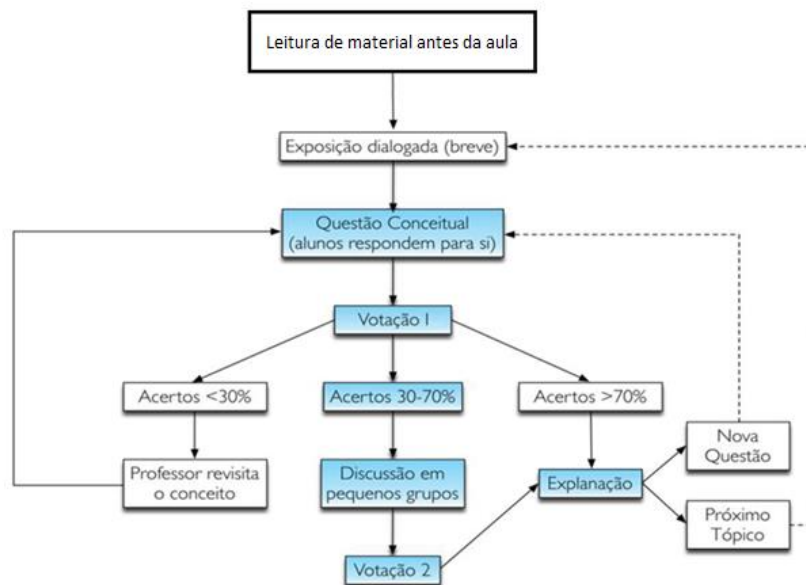 Leitura de material antes da aula
Exposição dialogada (breve)
Questão Conceitual
(alunos respondem para si)
Votação 1
Acertos <30%
Acertos 30-70%
Acertos >70%
Professor revisita
o conceito
Discussão em
pequenos grupos
Explanação
Nova
Questão
Próximo
Tópico
Votação 2